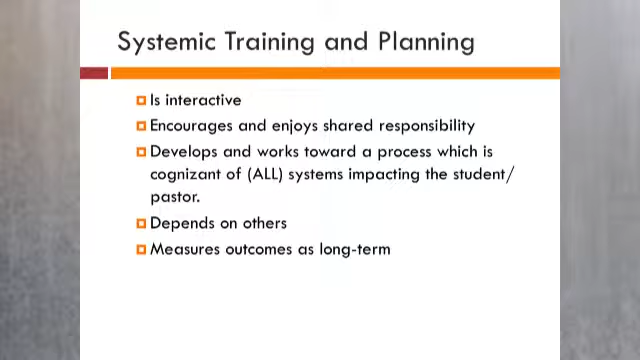 Systemic Training and Planning
Is interactive
Encourages and enjoys shared responsibility
Develops and works toward a process which is
cognizant of (ALL) systems impacting the student/
pastor.
Depends on others
Measures outcomes as long-term